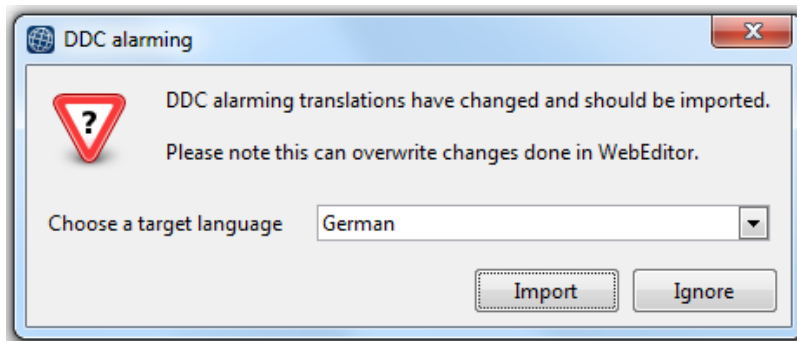 DDC alarming
?
DDC alarming translations have changed and should be imported.
Please note this can overwrite changes done in WebEditor.
Choose a target language German
Import Ignore